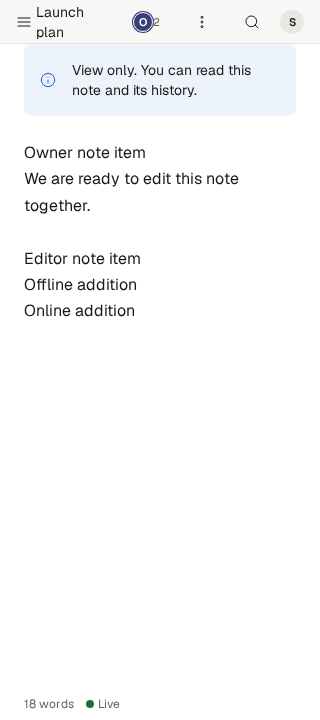 Launch
plan
O 2
S
View only. You can read this
note and its history.
Owner note item
We are ready to edit this note
together.
Editor note item
Offline addition
Online addition
18 words
Live